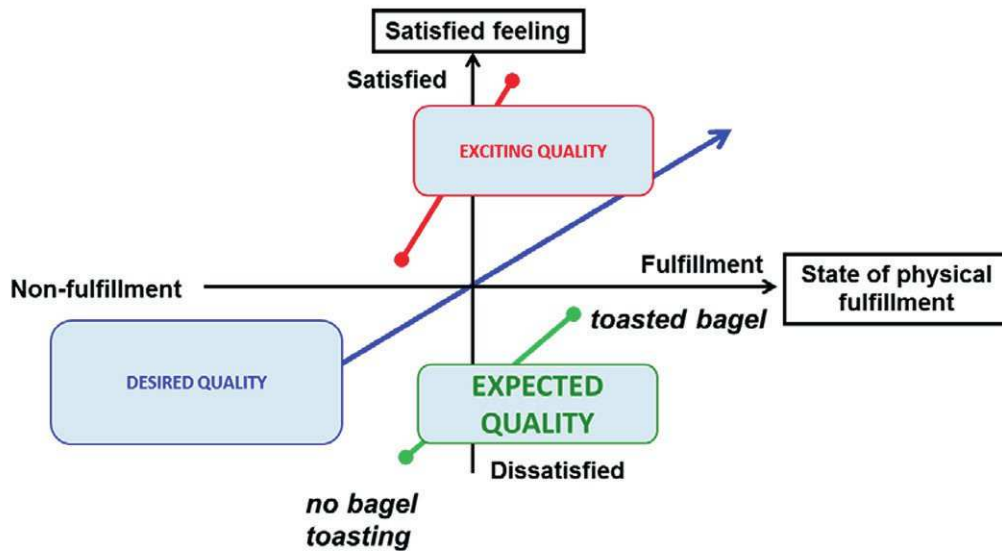 Satisfied feeling
Satisfied
EXCITING QUALITY
Fulfillment
Non-fulfillment
State of physical
fulfillment
toasted bagel
DESIRED QUALITY
EXPECTED
QUALITY
Dissatisfied
no bagel
toasting